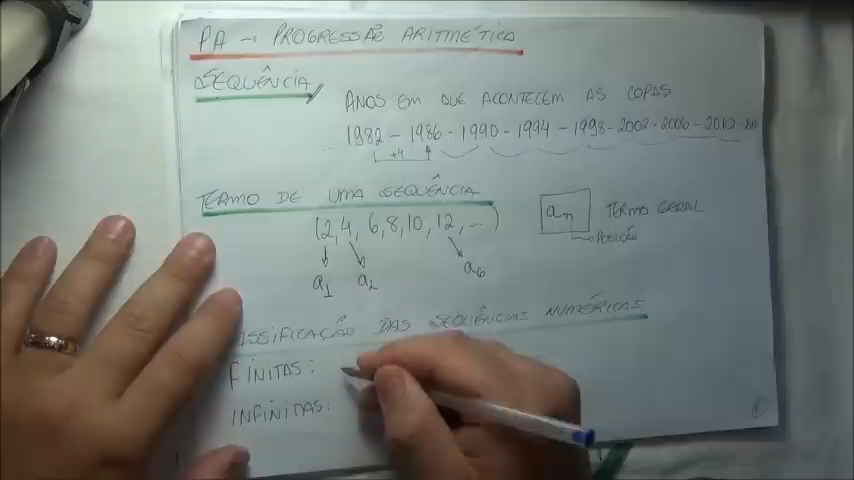 PA → PROGRESSÃO ARITMÉTICA
SEQUÊNCIA
ANOS EM QUE ACONTECEM AS COPAS.
1982 - 1986 - 1990 - 1994 - 1998 - 2002 - 2006 - 2010
+4
TERMO DE UMA SEQUÊNCIA
(2, 4, 6, 8, 10, 12, ...)
a1 a2 a6
an TERMO GERAL
POSIÇÃO
ASSIFICAÇÃO DAS SEQUÊNCIAS NUMÉRICAS
FINITAS:
INFINITAS: